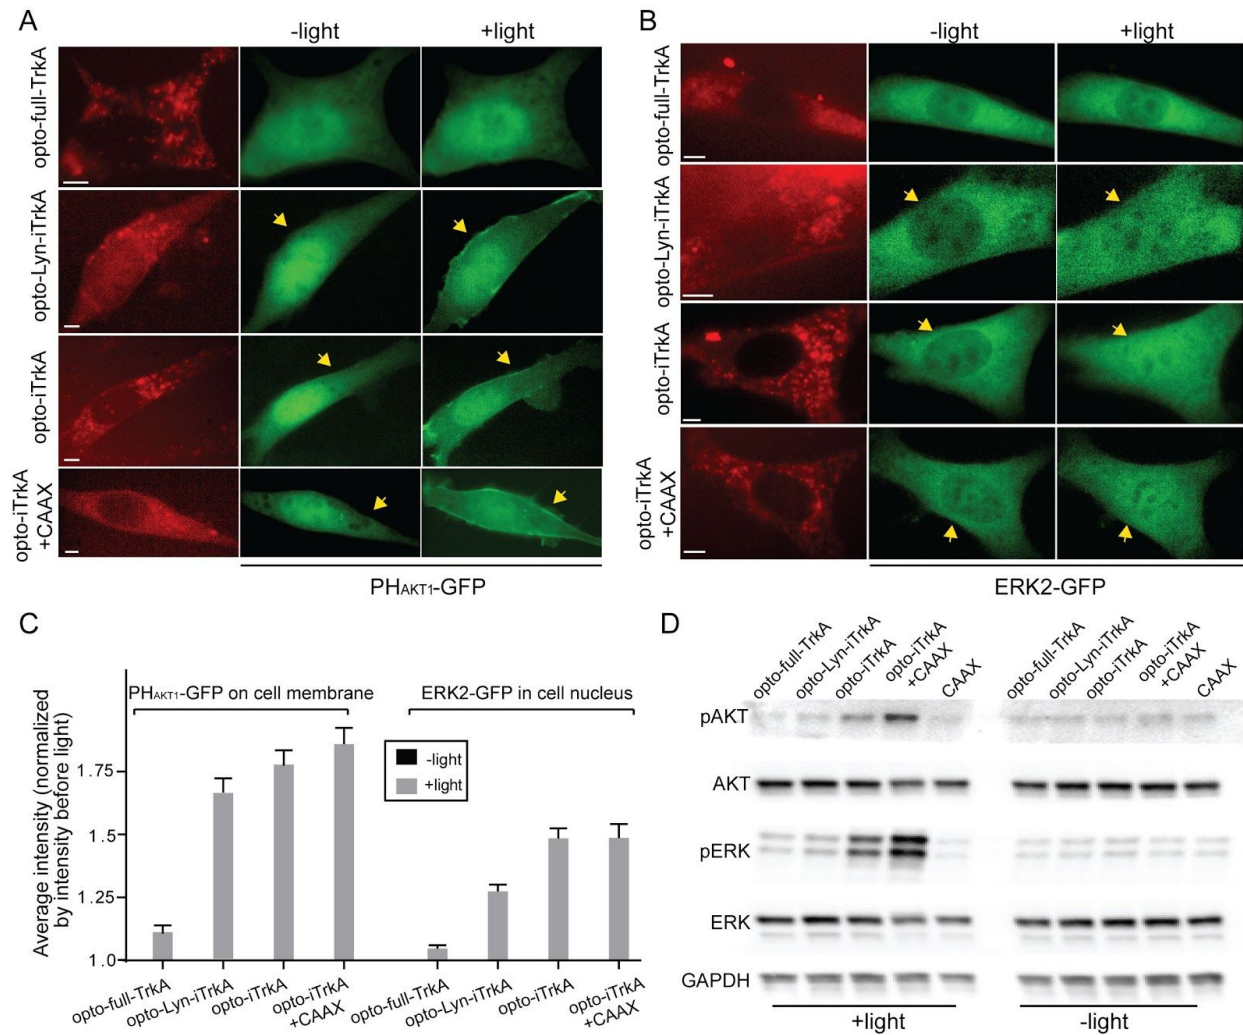 A
-light
+light
opto-full-TrkA
opto-Lyn-iTrkA
opto-iTrkA
opto-iTrkA
+CAAX
PHAKT1-GFP
B
-light
+light
opto-full-TrkA
opto-Lyn-iTrkA
opto-iTrkA
opto-iTrkA
+CAAX
ERK2-GFP
C
Average intensity (normalized
by intensity before light)
PHAKT1-GFP on cell membrane
ERK2-GFP in cell nucleus
-light
+light
1.75
1.5
1.25
1.0
opto-full-TrkA
opto-Lyn-iTrkA
opto-iTrkA
opto-iTrkA
+CAAX
opto-full-TrkA
opto-Lyn-iTrkA
opto-iTrkA
opto-iTrkA
+CAAX
D
opto-full-TrkA
opto-Lyn-iTrkA
opto-iTrkA
opto-iTrkA
+CAAX
CAAX
opto-full-TrkA
opto-Lyn-iTrkA
opto-iTrkA
opto-iTrkA
+CAAX
CAAX
pAKT
AKT
pERK
ERK
GAPDH
+light
-light